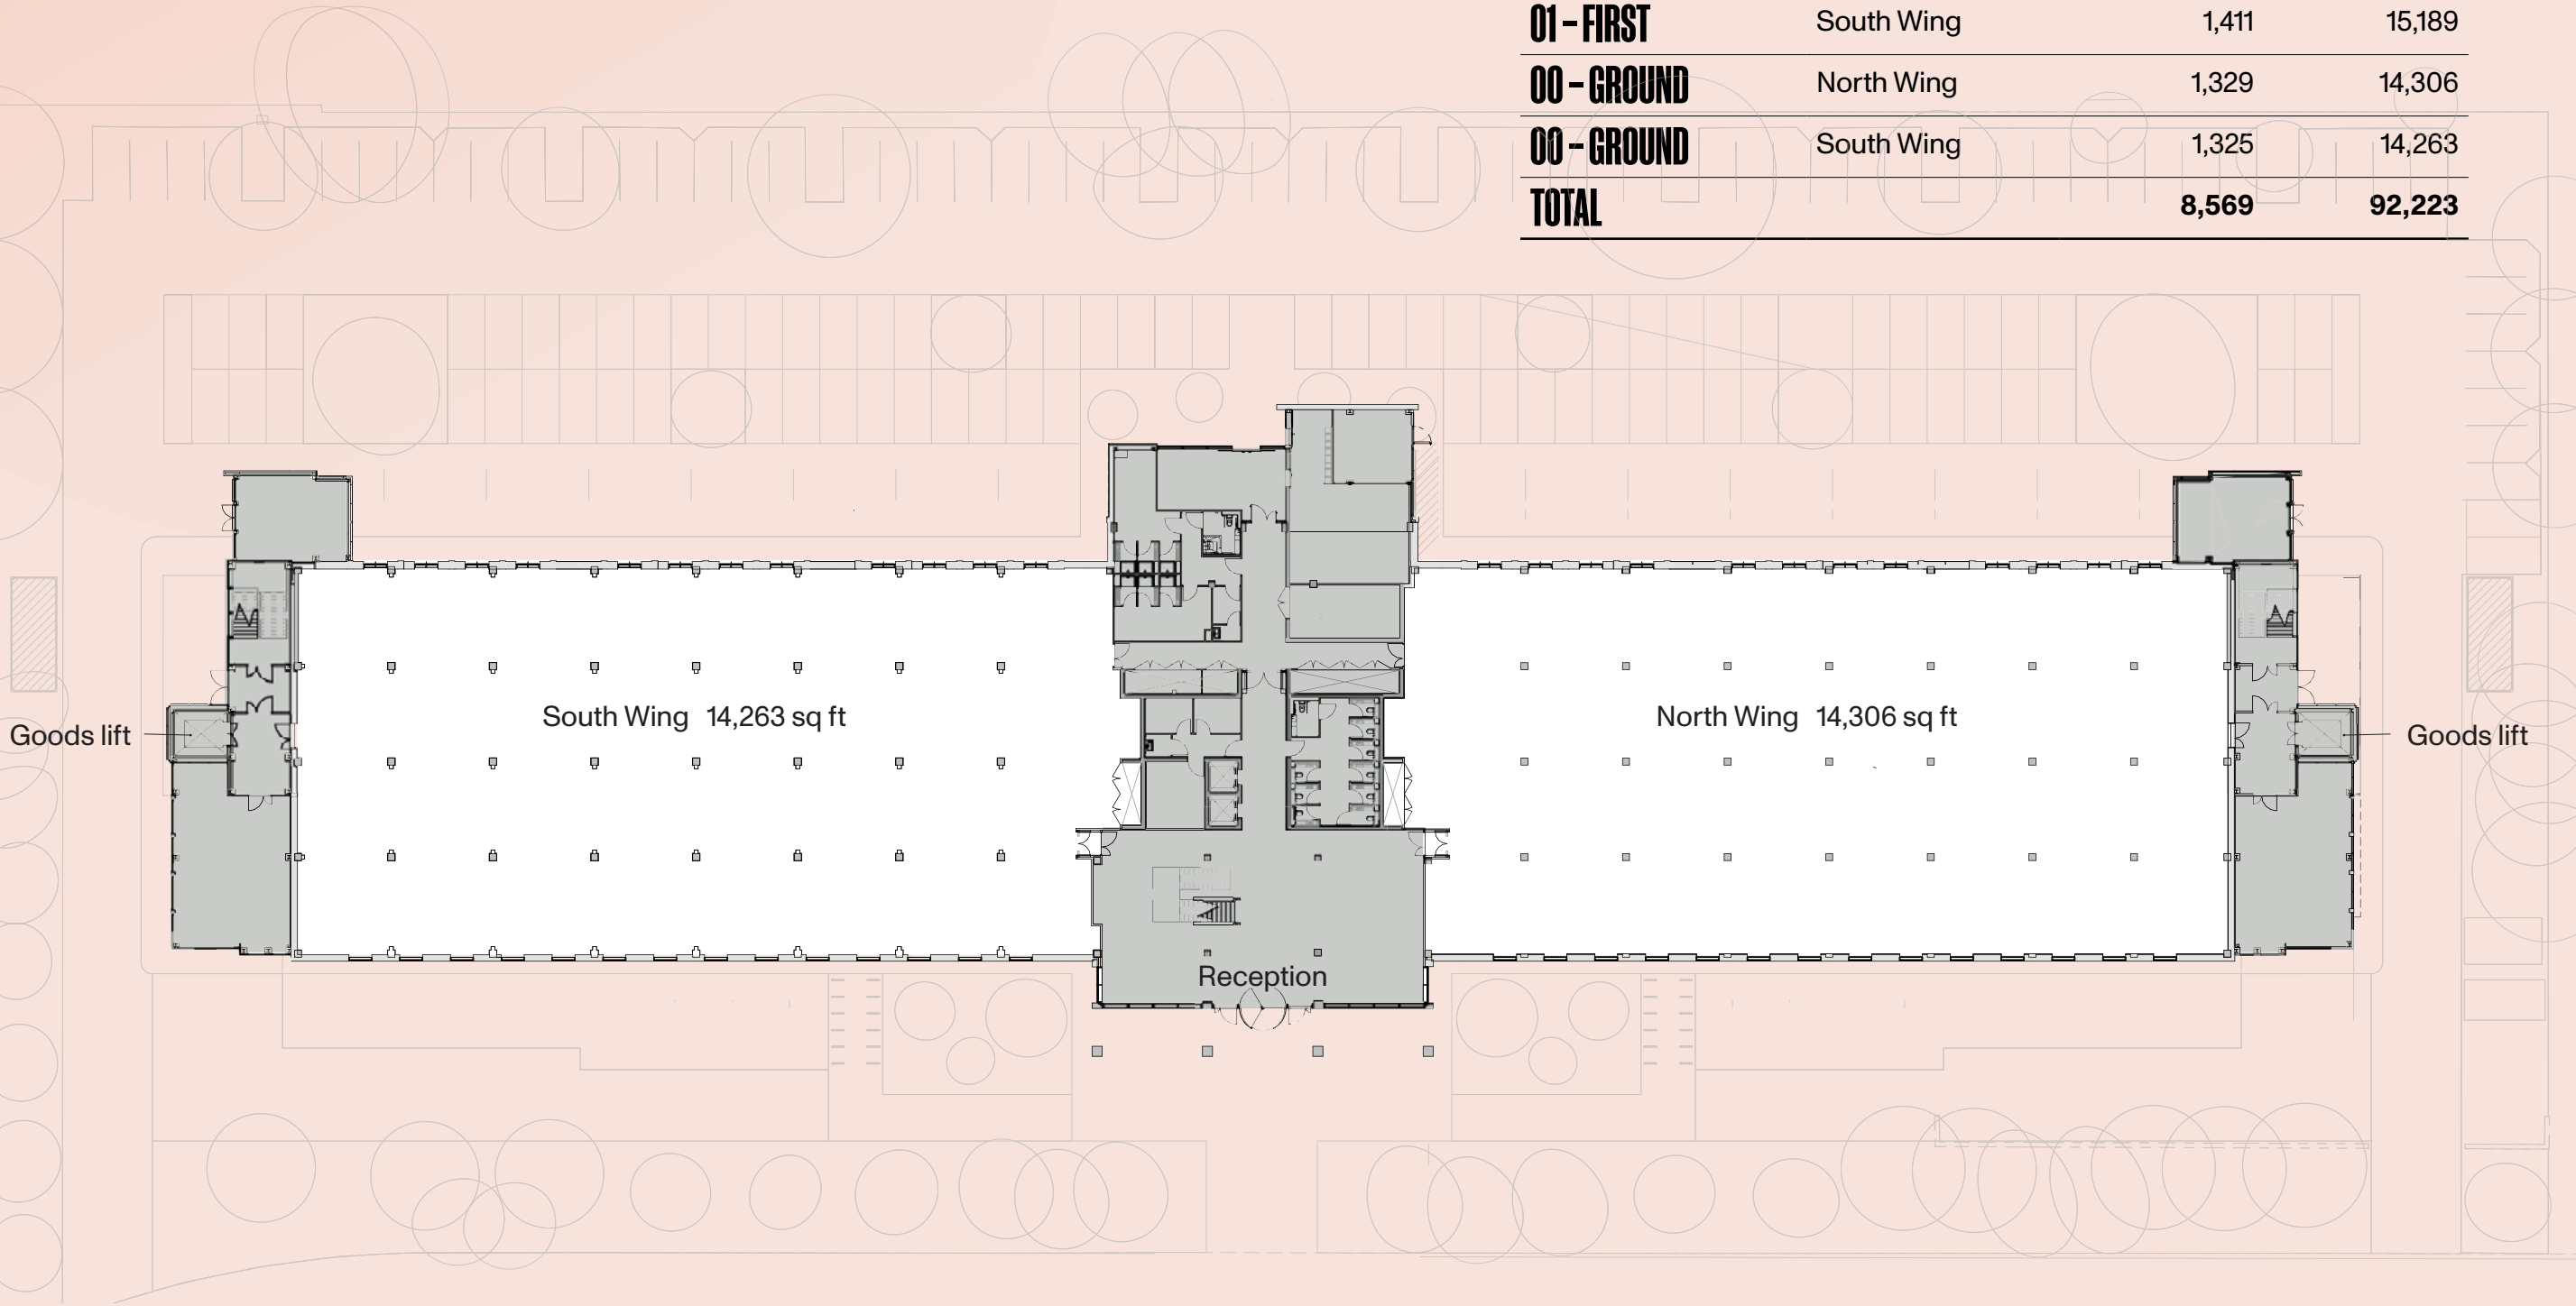 01 – FIRST South Wing 1,411 15,189
00 – GROUND North Wing 1,329 14,306
00 – GROUND South Wing 1,325 14,263
TOTAL 8,569 92,223
South Wing 14,263 sq ft
North Wing 14,306 sq ft
Goods lift
Goods lift
Reception